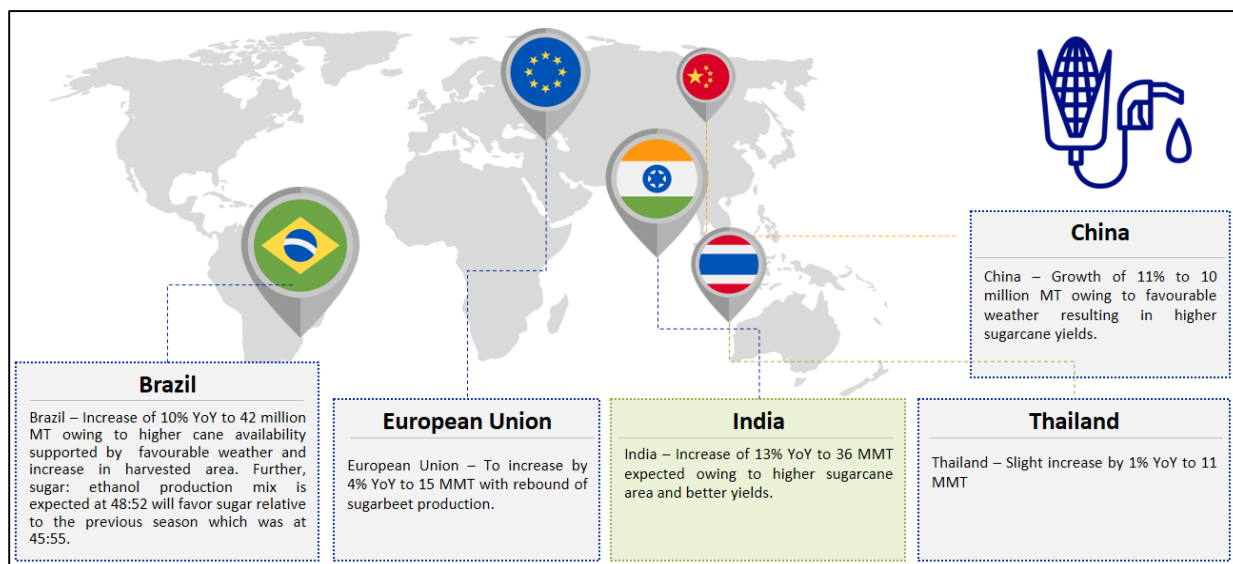 Brazil
Brazil – Increase of 10% YoY to 42 million
MT owing to higher cane availability
supported by favourable weather and
increase in harvested area. Further,
sugar: ethanol production mix is
expected at 48:52 will favor sugar relative
to the previous season which was at
45:55.
European Union
European Union – To increase by
4% YoY to 15 MMT with rebound of
sugarbeet production.
India
India – Increase of 13% YoY to 36 MMT
expected owing to higher sugarcane
area and better yields.
China
China – Growth of 11% to 10
million MT owing to favourable
weather resulting in higher
sugarcane yields.
Thailand
Thailand – Slight increase by 1% YoY to 11
MMT